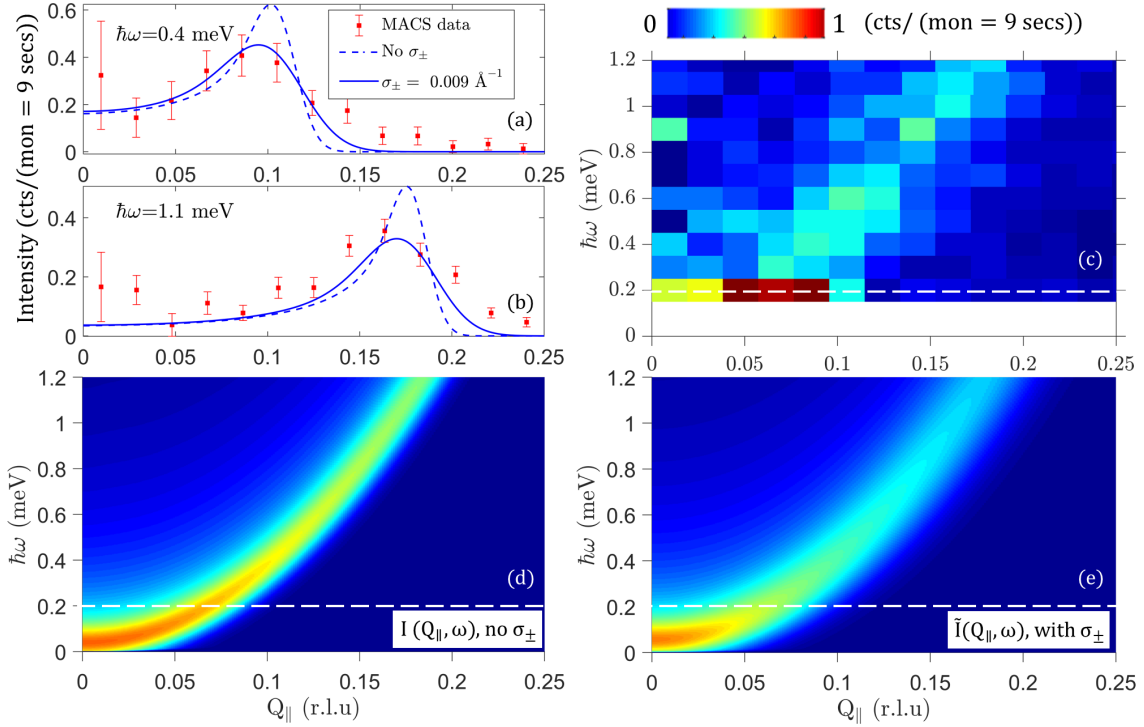 Intensity (cts/(mon = 9 secs))
0.6
0.4
0.2
0
ħω=0.4 meV
MACS data
No σ±
σ± = 0.009 Å⁻¹
(a)
0 0.05 0.1 0.15 0.2 0.25
0.4
0.2
0
ħω=1.1 meV
(b)
0 0.05 0.1 0.15 0.2 0.25
0 1 (cts/ (mon = 9 secs))
ħω (meV)
1.2
1
0.8
0.6
0.4
0.2
0
(c)
0 0.05 0.1 0.15 0.2 0.25
ħω (meV)
1.2
1
0.8
0.6
0.4
0.2
0
(d)
I (Q∥, ω), no σ±
0 0.05 0.1 0.15 0.2 0.25
Q∥ (r.l.u)
ħω (meV)
1.2
1
0.8
0.6
0.4
0.2
0
(e)
Ĩ(Q∥, ω), with σ±
0 0.05 0.1 0.15 0.2 0.25
Q∥ (r.l.u)